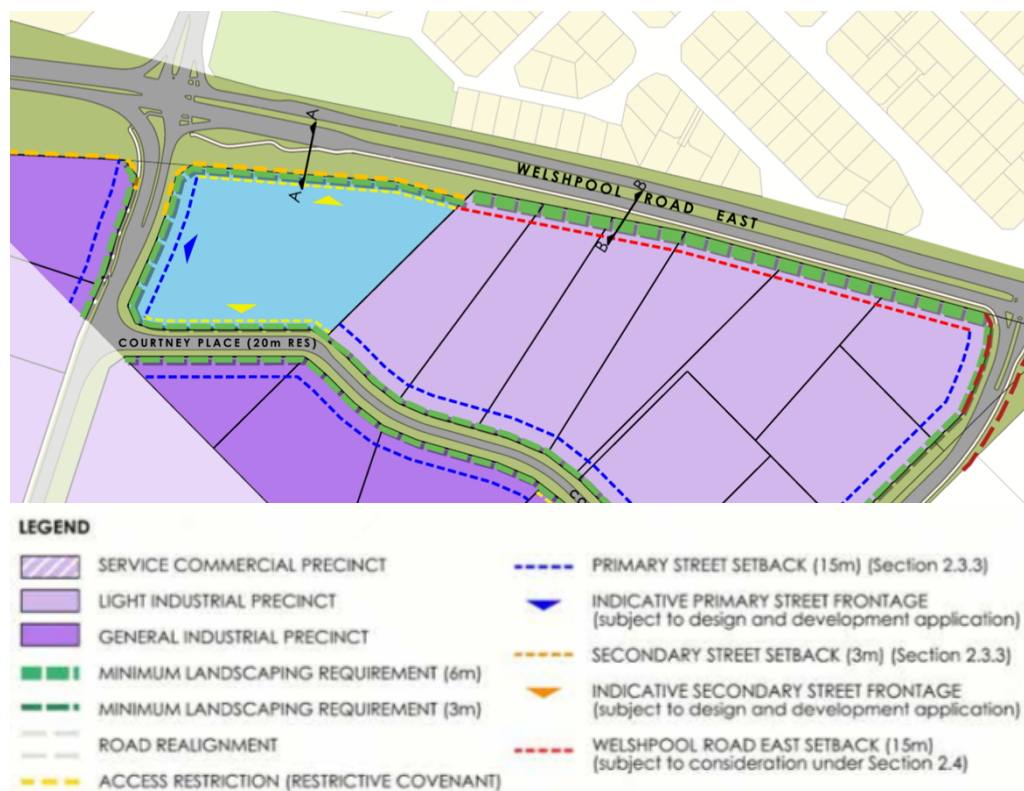 A
A
WELSHPOOL ROAD EAST
B
B
COURTNEY PLACE (20m RES)
CO
LEGEND
SERVICE COMMERCIAL PRECINCT
LIGHT INDUSTRIAL PRECINCT
GENERAL INDUSTRIAL PRECINCT
MINIMUM LANDSCAPING REQUIREMENT (6m)
MINIMUM LANDSCAPING REQUIREMENT (3m)
ROAD REALIGNMENT
ACCESS RESTRICTION (RESTRICTIVE COVENANT)
PRIMARY STREET SETBACK (15m) (Section 2.3.3)
INDICATIVE PRIMARY STREET FRONTAGE
(subject to design and development application)
SECONDARY STREET SETBACK (3m) (Section 2.3.3)
INDICATIVE SECONDARY STREET FRONTAGE
(subject to design and development application)
WELSHPOOL ROAD EAST SETBACK (15m)
(subject to consideration under Section 2.4)